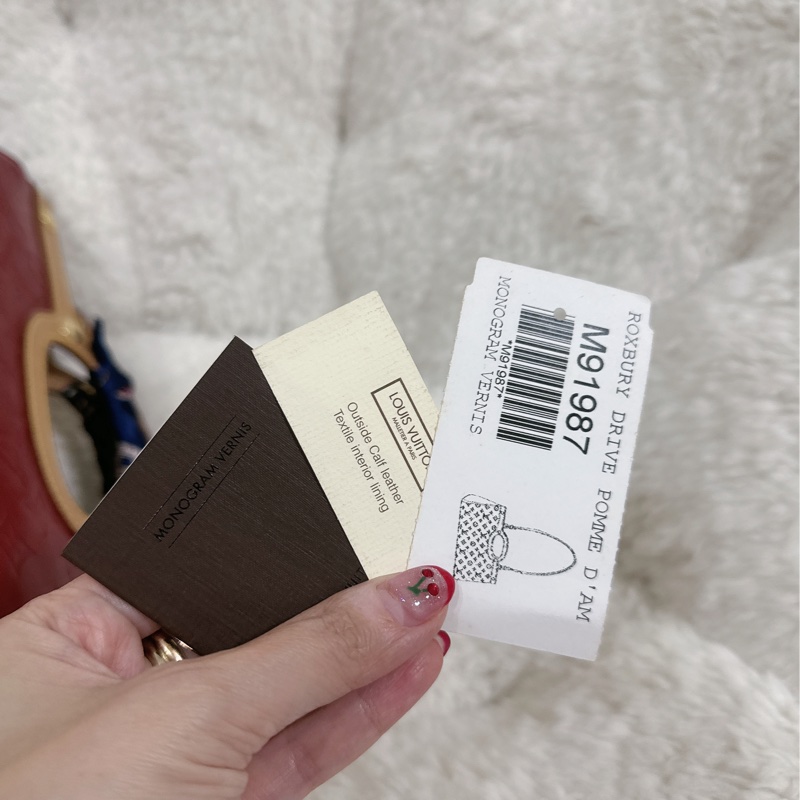 MONOGRAM VERNIS
LOUIS VUITTO
MALLETIER A PARIS
Outside Calf leather
Textile interior lining
ROXBURY DRIVE POMME D'AM
M91987
*M91987*
MONOGRAM VERNIS